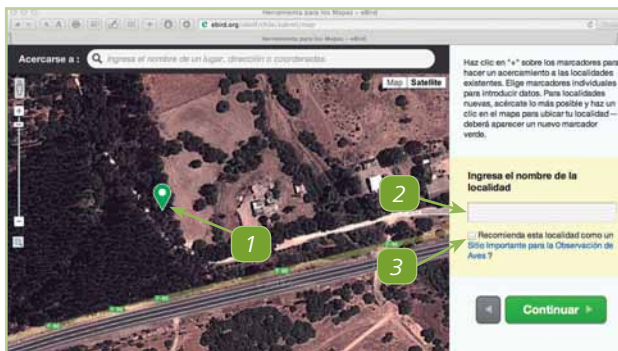 Herramienta para los Mapas - eBird
ebird.org
Herramienta para los Mapas - eBird
Acercarse a :
Ingresa el nombre de un lugar, dirección o coordenadas.
Map
Satellite
1
Haz clic en "+" sobre los marcadores para
hacer un acercamiento a las localidades
existentes. Elige marcadores individuales
para introducir datos. Para localidades
nuevas, acércate lo más posible y haz un
clic en el mapa para ubicar tu localidad—
deberá aparecer un nuevo marcador
verde.
Ingresa el nombre de la
localidad
2
Recomienda esta localidad como un
Sitio Importante para la Observación de
Aves ?
3
Continuar
F-90
F-90
F-90
F-90